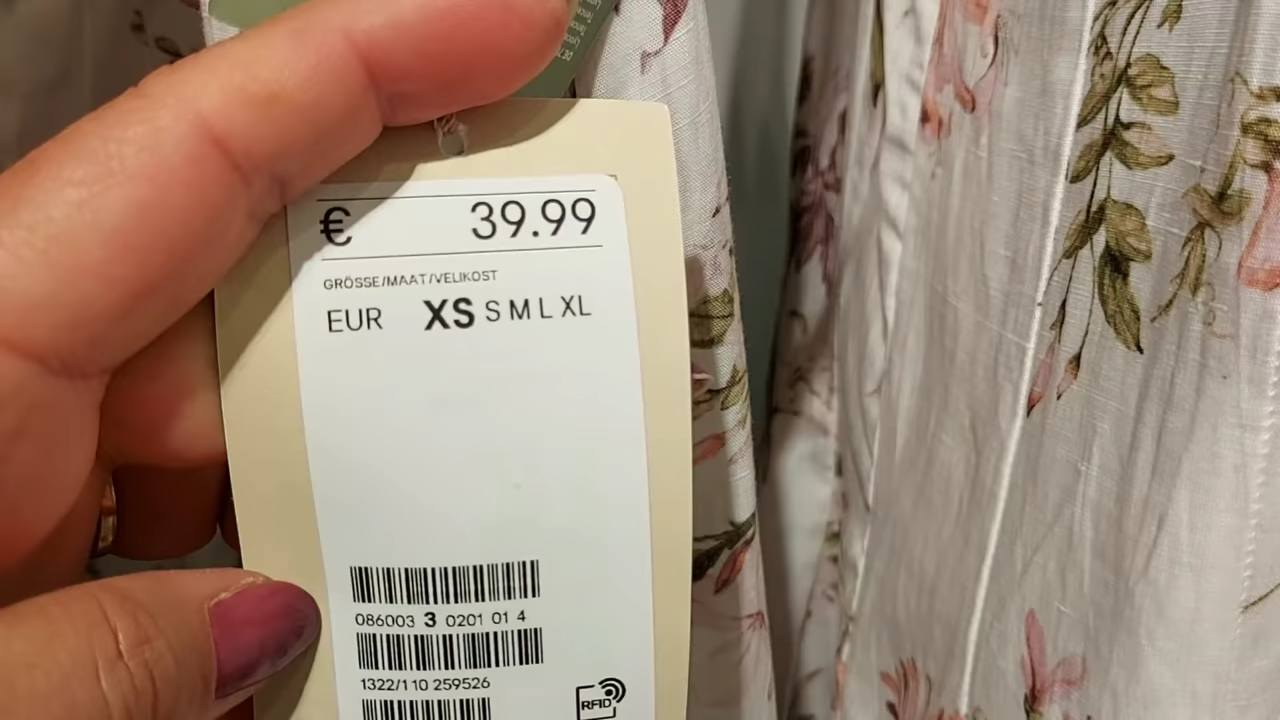 € 39.99
GRÖSSE/MAAT/VELIKOST
EUR XS S M L XL
086003 3 0201 01 4
1322/110 259526
RFID